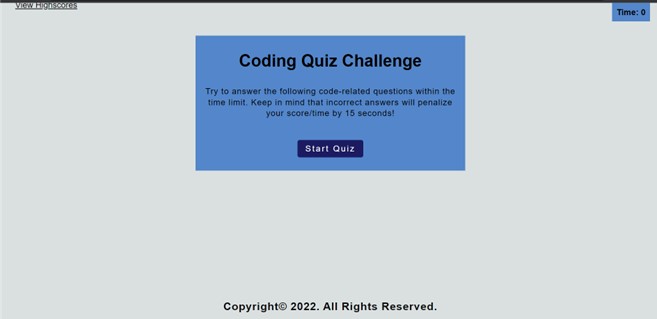 View Highscores
Time: 0
Coding Quiz Challenge
Try to answer the following code-related questions within the
time limit. Keep in mind that incorrect answers will penalize
your score/time by 15 seconds!
Start Quiz
Copyright© 2022. All Rights Reserved.